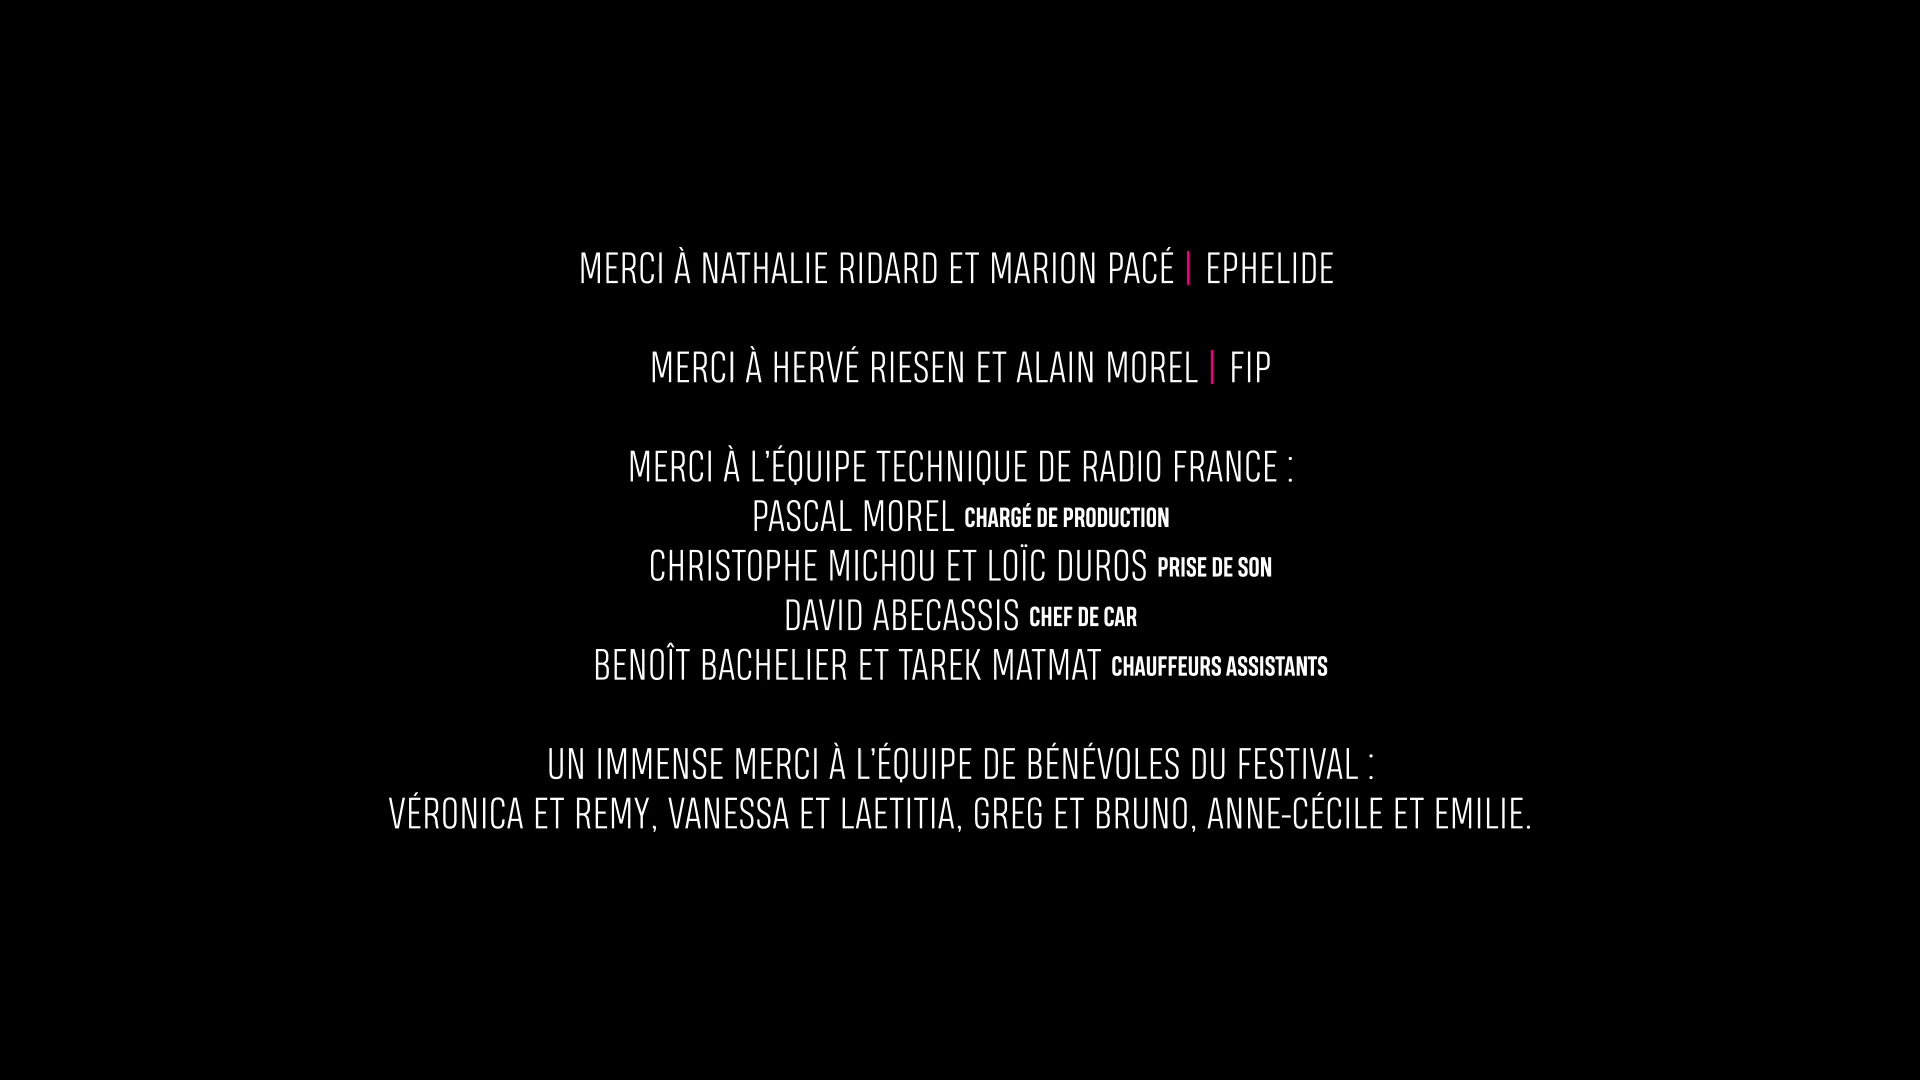 MERCI À NATHALIE RIDARD ET MARION PACÉ | EPHELIDE
MERCI À HERVÉ RIESEN ET ALAIN MOREL | FIP
MERCI À L’ÉQUIPE TECHNIQUE DE RADIO FRANCE :
PASCAL MOREL CHARGÉ DE PRODUCTION
CHRISTOPHE MICHOU ET LOÏC DUROS PRISE DE SON
DAVID ABECASSIS CHEF DE CAR
BENOÎT BACHELIER ET TAREK MATMAT CHAUFFEURS ASSISTANTS
UN IMMENSE MERCI À L’ÉQUIPE DE BÉNÉVOLES DU FESTIVAL :
VÉRONICA ET REMY, VANESSA ET LAETITIA, GREG ET BRUNO, ANNE-CÉCILE ET EMILIE.